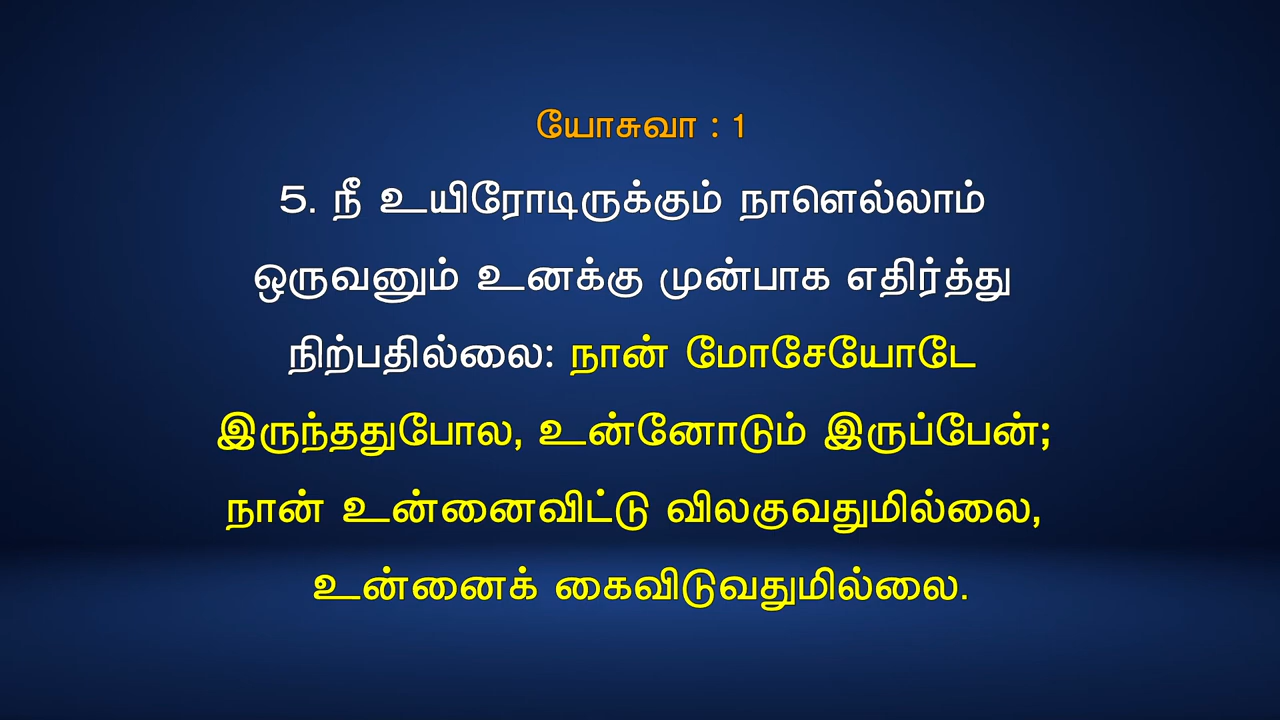 யோசுவா : 1
5. நீ உயிரோடிருக்கும் நாளெல்லாம்
ஒருவனும் உனக்கு முன்பாக எதிர்த்து
நிற்பதில்லை: நான் மோசேயோடே
இருந்ததுபோல, உன்னோடும் இருப்பேன்;
நான் உன்னைவிட்டு விலகுவதுமில்லை,
உன்னைக் கைவிடுவதுமில்லை.